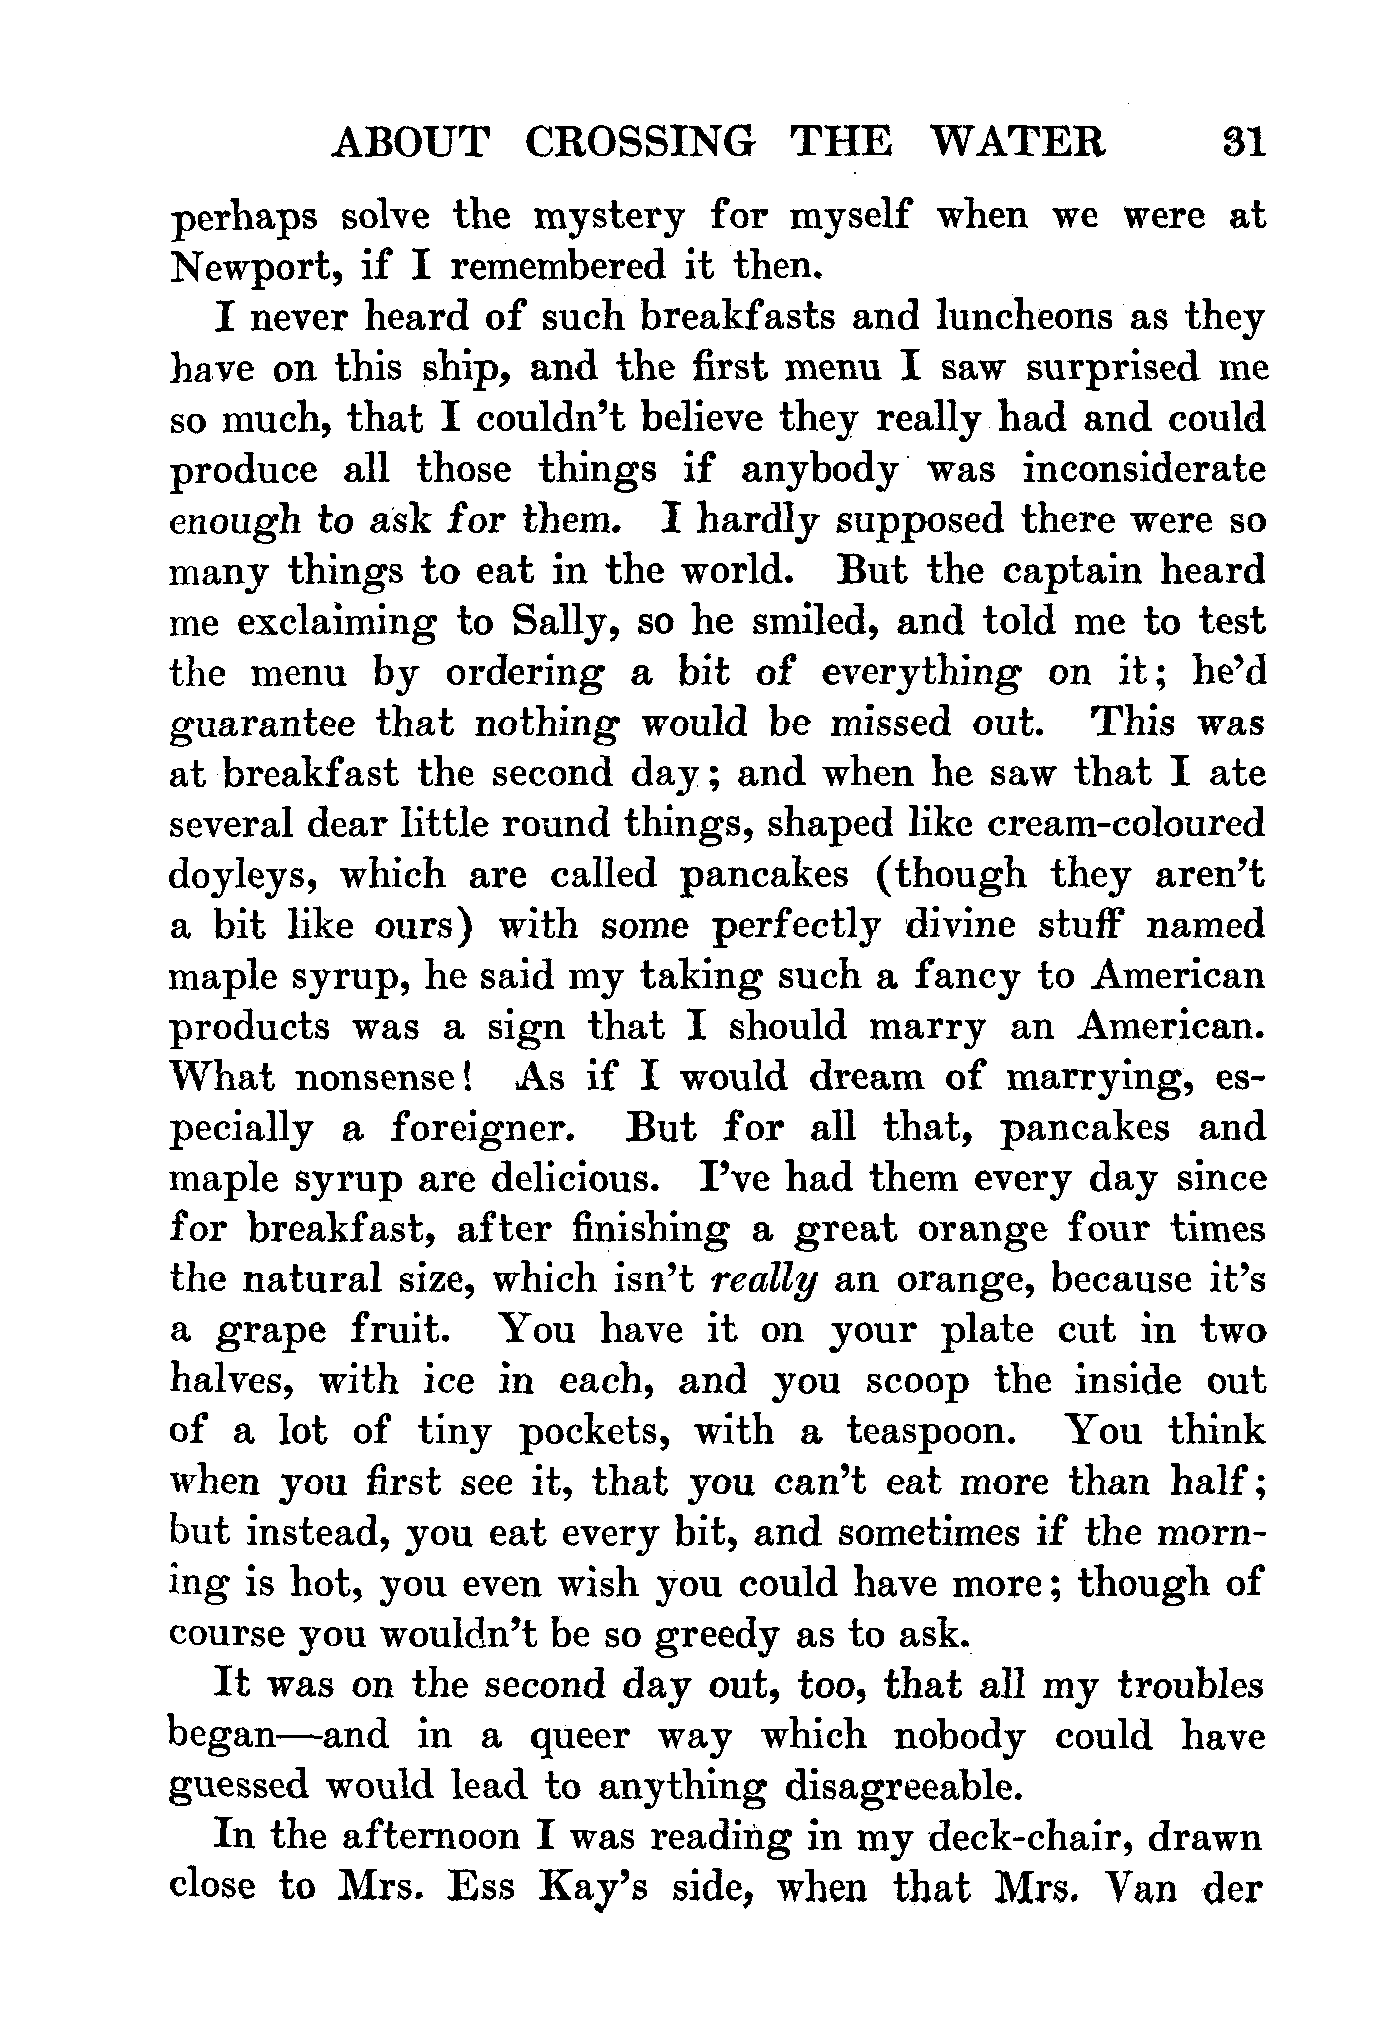 ABOUT CROSSING THE WATER 31
perhaps solve the mystery for myself when we were at
Newport, if I remembered it then.
I never heard of such breakfasts and luncheons as they
have on this ship, and the first menu I saw surprised me
so much, that I couldn't believe they really had and could
produce all those things if anybody was inconsiderate
enough to ask for them. I hardly supposed there were so
many things to eat in the world. But the captain heard
me exclaiming to Sally, so he smiled, and told me to test
the menu by ordering a bit of everything on it; he'd
guarantee that nothing would be missed out. This was
at breakfast the second day; and when he saw that I ate
several dear little round things, shaped like cream-coloured
doyleys, which are called pancakes (though they aren't
a bit like ours) with some perfectly divine stuff named
maple syrup, he said my taking such a fancy to American
products was a sign that I should marry an American.
What nonsense! As if I would dream of marrying, es-
pecially a foreigner. But for all that, pancakes and
maple syrup are delicious. I've had them every day since
for breakfast, after finishing a great orange four times
the natural size, which isn't really an orange, because it's
a grape fruit. You have it on your plate cut in two
halves, with ice in each, and you scoop the inside out
of a lot of tiny pockets, with a teaspoon. You think
when you first see it, that you can't eat more than half;
but instead, you eat every bit, and sometimes if the morn-
ing is hot, you even wish you could have more; though of
course you wouldn't be so greedy as to ask.
It was on the second day out, too, that all my troubles
began—and in a queer way which nobody could have
guessed would lead to anything disagreeable.
In the afternoon I was reading in my deck-chair, drawn
close to Mrs. Ess Kay's side, when that Mrs. Van der